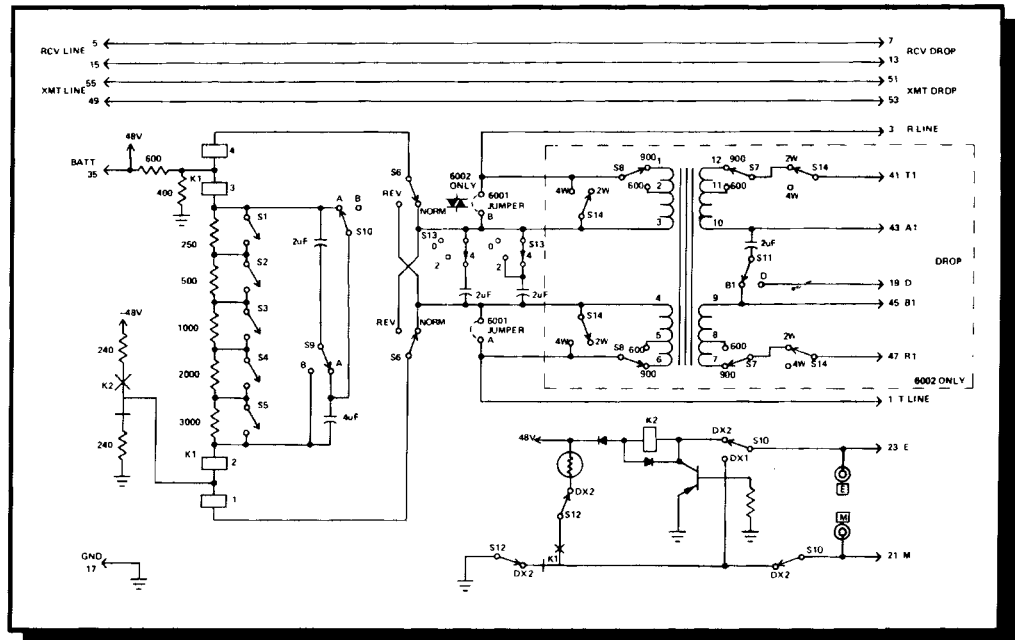 RCV LINE 5 7 RCV DROP
15 13
XMT LINE 55 51 XMT DROP
49 53
3 R LINE
48V
BATT 35 600 4
K1 3
400
S6
REV NORM
6002 ONLY
6001 JUMPER
B
S8 900 1
4W 2W 600 2
S14 3
12 900 S7 2W S14 41 T1
11 600 4W
10 43 A1
A B
S10
S1
250
2uF
S2
500
S13 S13
0 0
4 4
2 2
2uF 2uF
2uF
S11
B1 D 19 D
DROP
45 B1
S3
1000
-48V
240
K2
240
S4
2000
S9
B A
S5
3000
4uF
REV NORM
S6
6001 JUMPER
A
S14
4W 2W
S8 600
900
4
5
6
9
8 600
7 900
S7 2W S14 47 R1
4W
6002 ONLY
1 T LINE
K1 2
1
48V K2 DX2 S10 23 E
DX1
E
DX2
S12
M
GND 17
S12
DX2
K1
S10
DX2
21 M